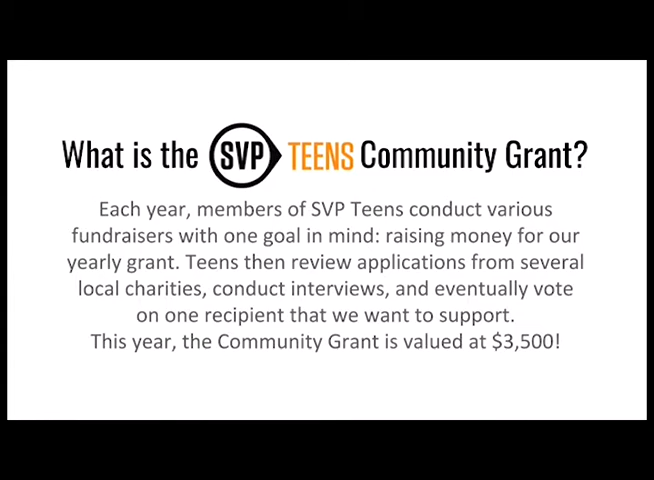 What is the SVP TEENS Community Grant?
Each year, members of SVP Teens conduct various
fundraisers with one goal in mind: raising money for our
yearly grant. Teens then review applications from several
local charities, conduct interviews, and eventually vote
on one recipient that we want to support.
This year, the Community Grant is valued at $3,500!